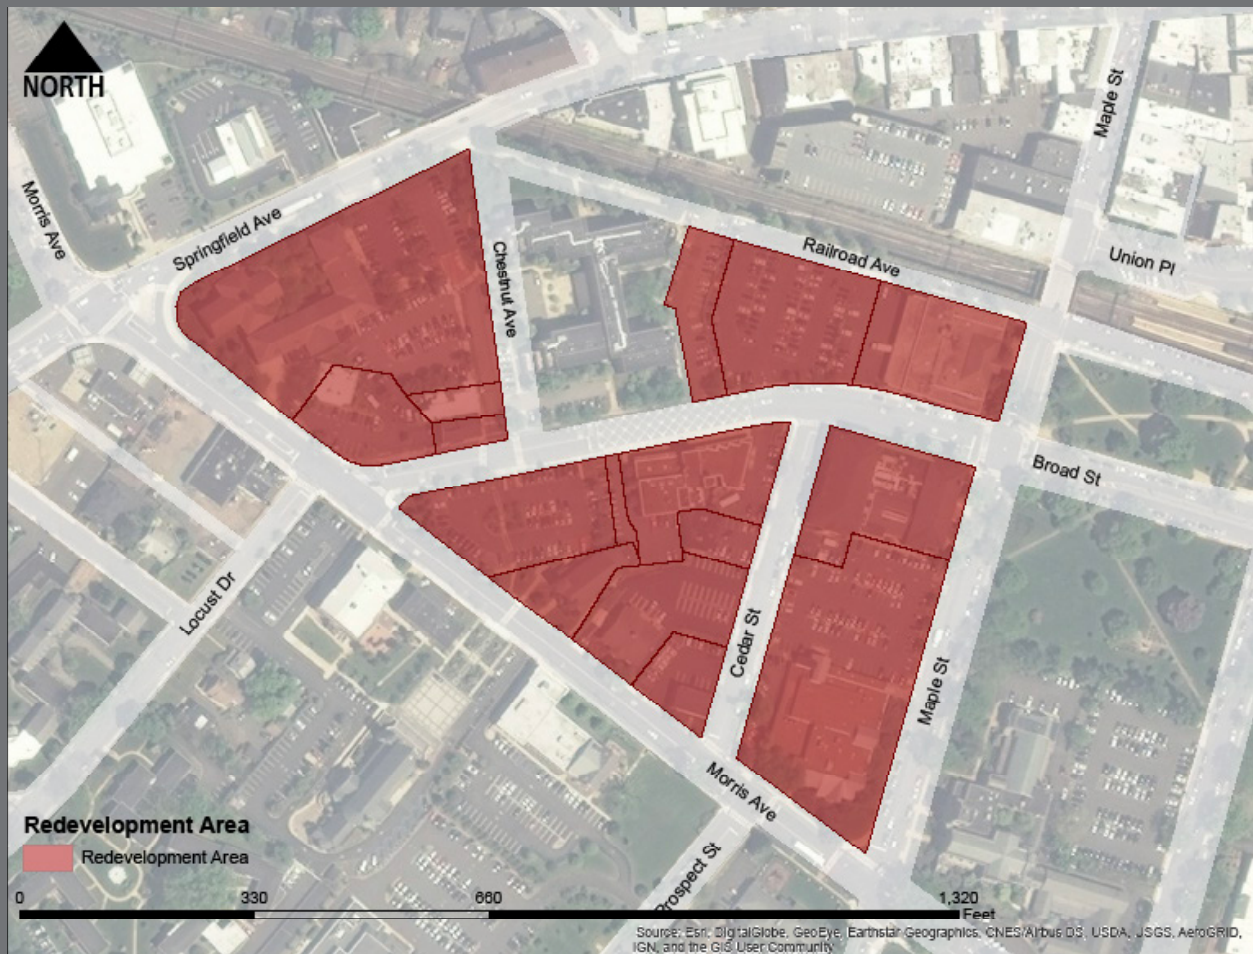 NORTH
Maple St
Morris Ave
Springfield Ave
Chestnut Ave
Railroad Ave
Union Pl
Broad St
Locust Dr
Cedar St
Maple St
Morris Ave
Prospect St
Redevelopment Area
Redevelopment Area
0 330 660 1,320
Feet
Source: Esri, DigitalGlobe, GeoEye, Earthstar Geographics, CNES/Airbus DS, USDA, USGS, AeroGRID,
IGN, and the GIS User Community